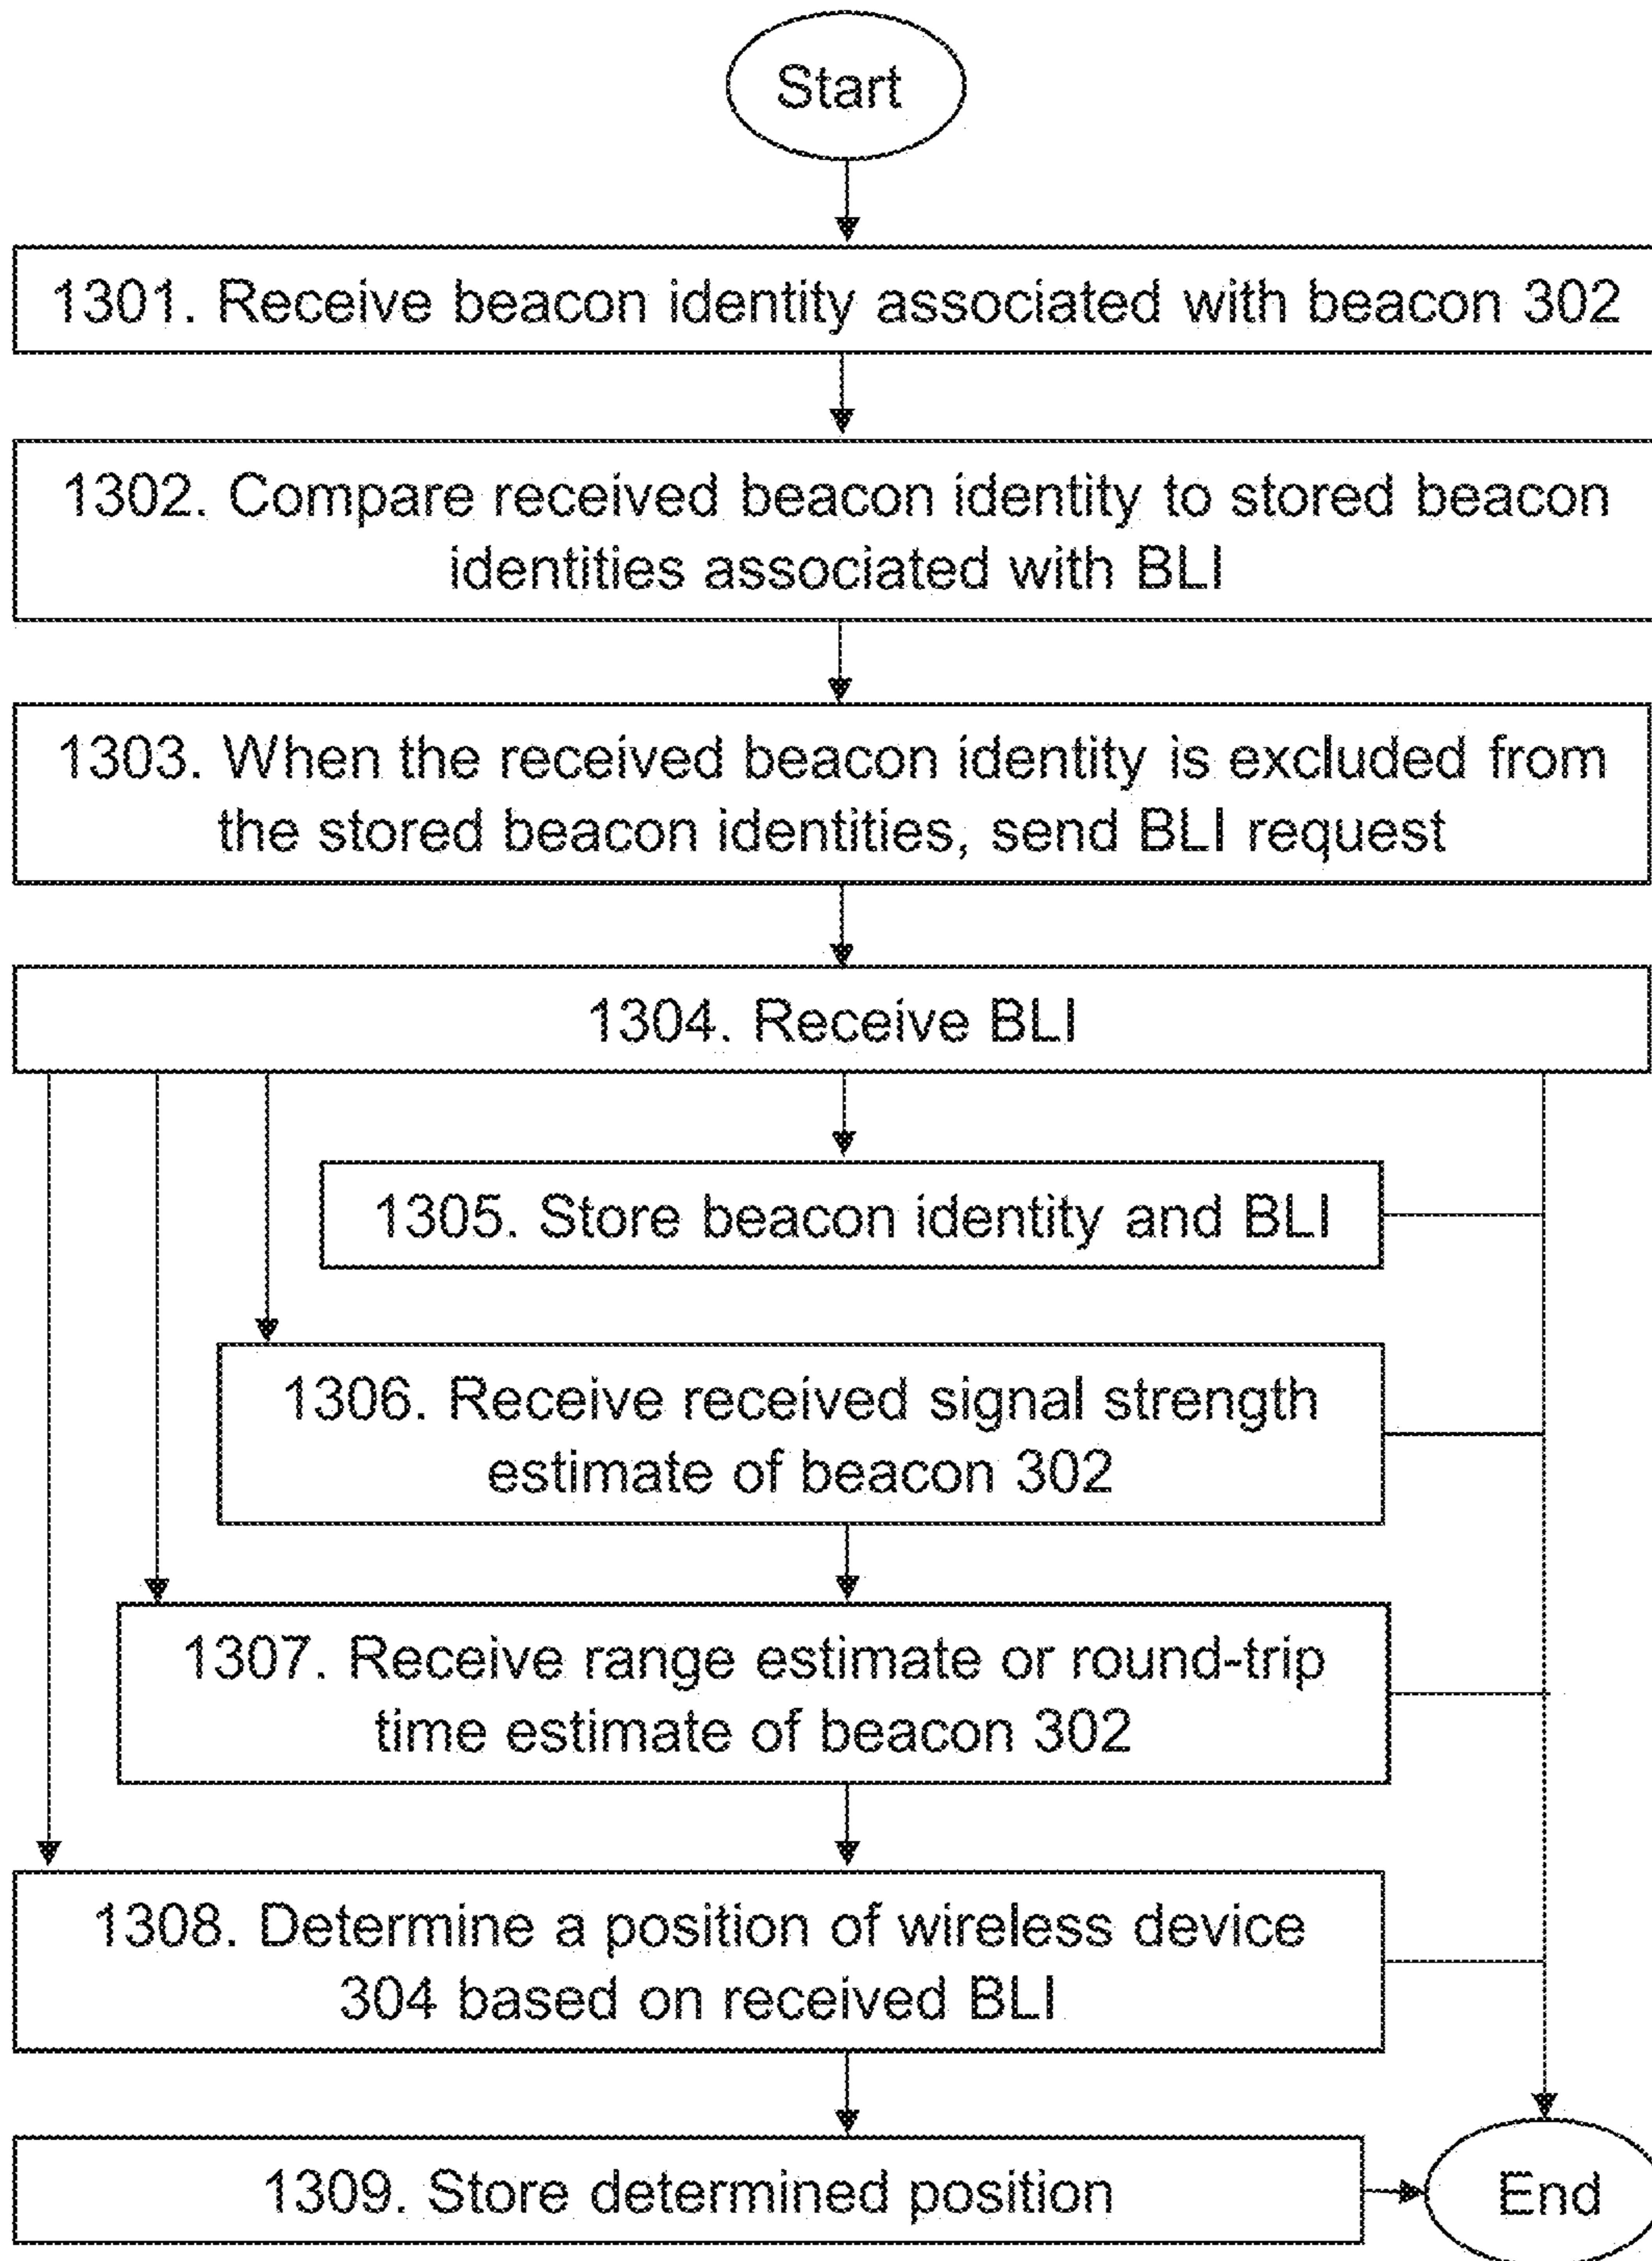 Start
1301. Receive beacon identity associated with beacon 302
1302. Compare received beacon identity to stored beacon
identities associated with BLI
1303. When the received beacon identity is excluded from
the stored beacon identities, send BLI request
1304. Receive BLI
1305. Store beacon identity and BLI
1306. Receive received signal strength
estimate of beacon 302
1307. Receive range estimate or round-trip
time estimate of beacon 302
1308. Determine a position of wireless device
304 based on received BLI
1309. Store determined position
End